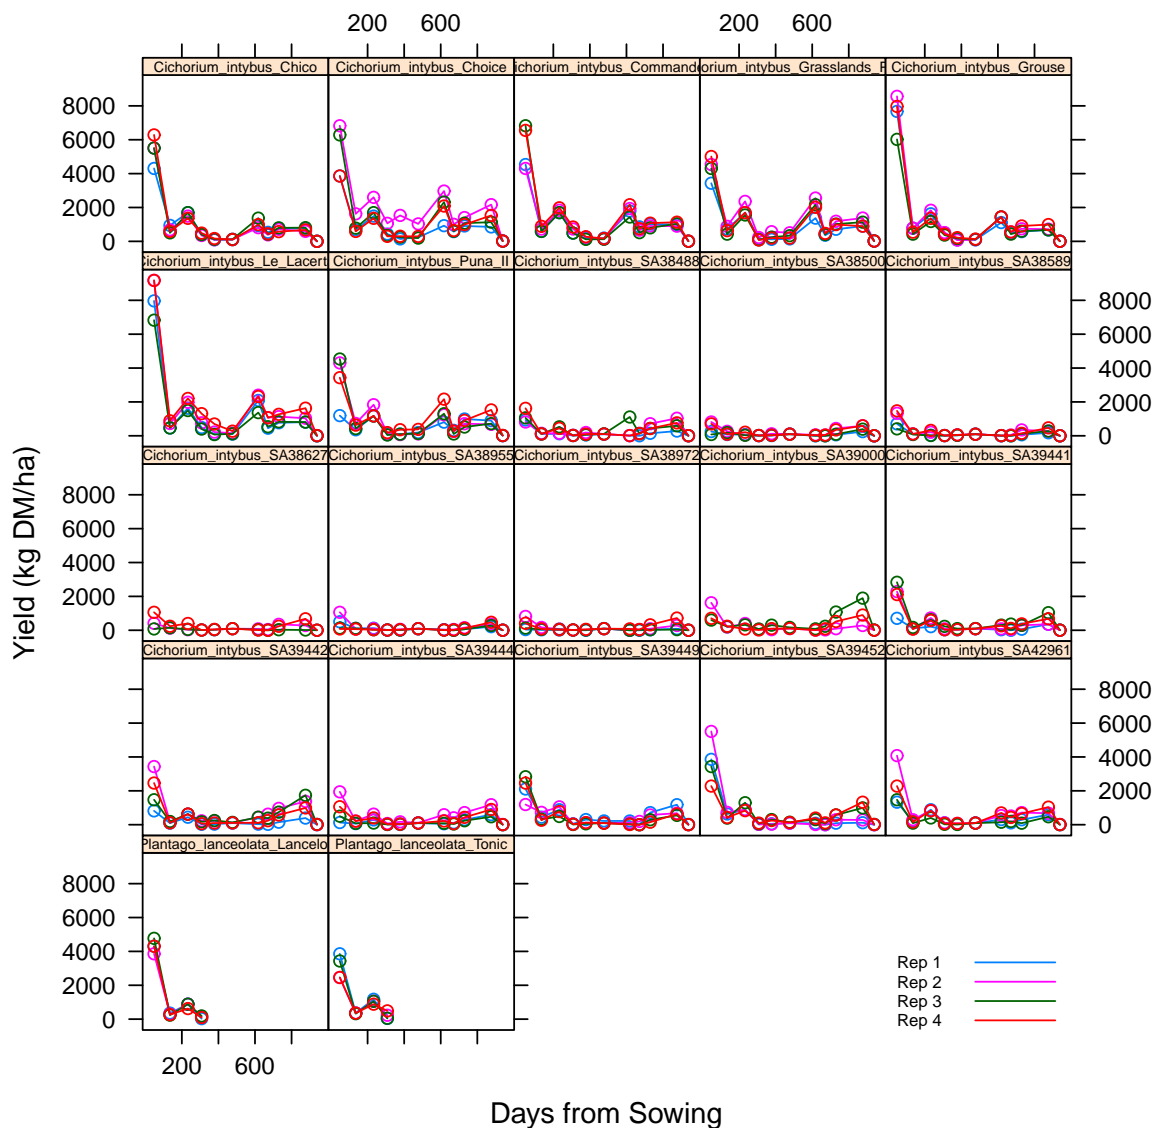 200 600 200 600
Cichorium_intybus_Chico Cichorium_intybus_Choice ichorium_intybus_Command orium_intybus_Grasslands_ Cichorium_intybus_Grouse
8000
6000
4000
2000
0
Cichorium_intybus_Le_Lacert Cichorium_intybus_Puna_II Cichorium_intybus_SA38488 Cichorium_intybus_SA38500 Cichorium_intybus_SA38589
8000
6000
4000
2000
0
Cichorium_intybus_SA38627 Cichorium_intybus_SA38955 Cichorium_intybus_SA38972 Cichorium_intybus_SA39000 Cichorium_intybus_SA39441
8000
6000
4000
2000
0
Cichorium_intybus_SA39442 Cichorium_intybus_SA39444 Cichorium_intybus_SA39449 Cichorium_intybus_SA39452 Cichorium_intybus_SA42961
8000
6000
4000
2000
0
Plantago_lanceolata_Lancelo Plantago_lanceolata_Tonic
8000
6000
4000
2000
0
200 600
Yield (kg DM/ha)
Days from Sowing
Rep 1
Rep 2
Rep 3
Rep 4